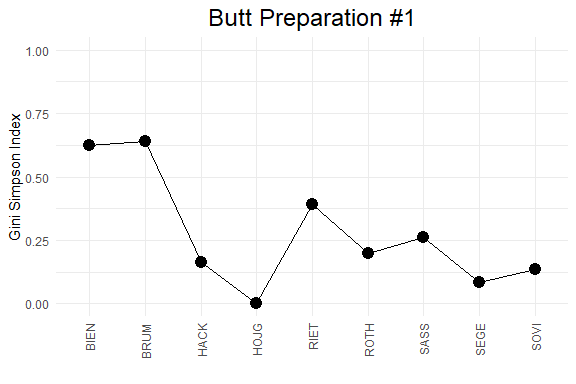 Butt Preparation #1
Gini Simpson Index
1.00
0.75
0.50
0.25
0.00
BIEN
BRUM
HACK
HOJG
RIET
ROTH
SASS
SEGE
SOVI